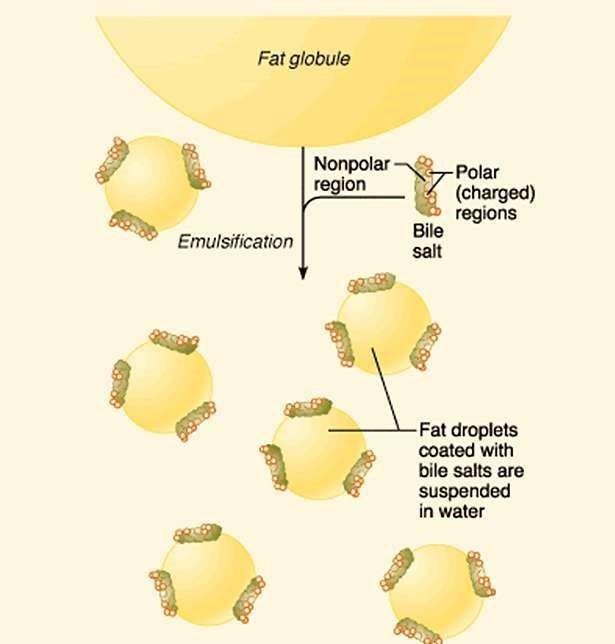 Fat globule
Nonpolar
region
Polar
(charged)
regions
Bile
salt
Emulsification
Fat droplets
coated with
bile salts are
suspended
in water